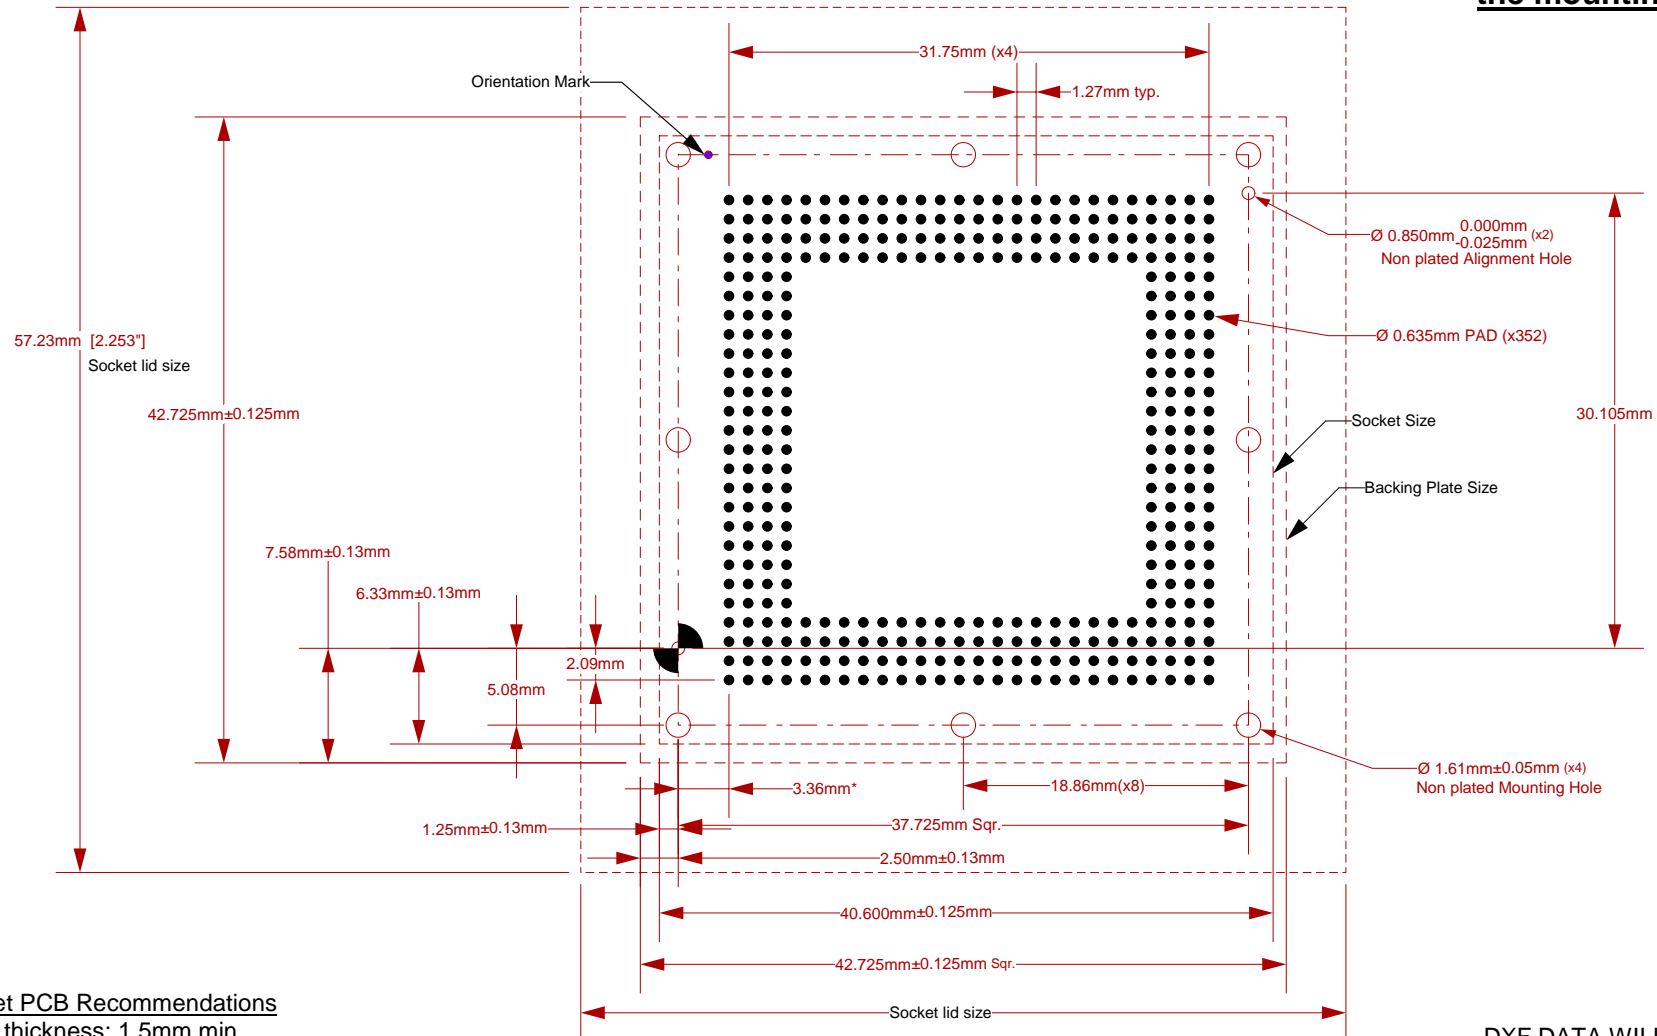 the mountin
31.75mm (x4)
Orientation Mark
1.27mm typ.
Ø 0.850mm 0.000mm -0.025mm (x2)
Non plated Alignment Hole
57.23mm [2.253"]
Socket lid size
Ø 0.635mm PAD (x352)
42.725mm±0.125mm
30.105mm
Socket Size
Backing Plate Size
7.58mm±0.13mm
6.33mm±0.13mm
2.09mm
5.08mm
Ø 1.61mm±0.05mm (x4)
Non plated Mounting Hole
3.36mm*
18.86mm(x8)
1.25mm±0.13mm
37.725mm Sqr.
2.50mm±0.13mm
40.600mm±0.125mm
42.725mm±0.125mm Sqr.
et PCB Recommendations
thickness: 1.5mm min
Socket lid size
DXF DATA WILL